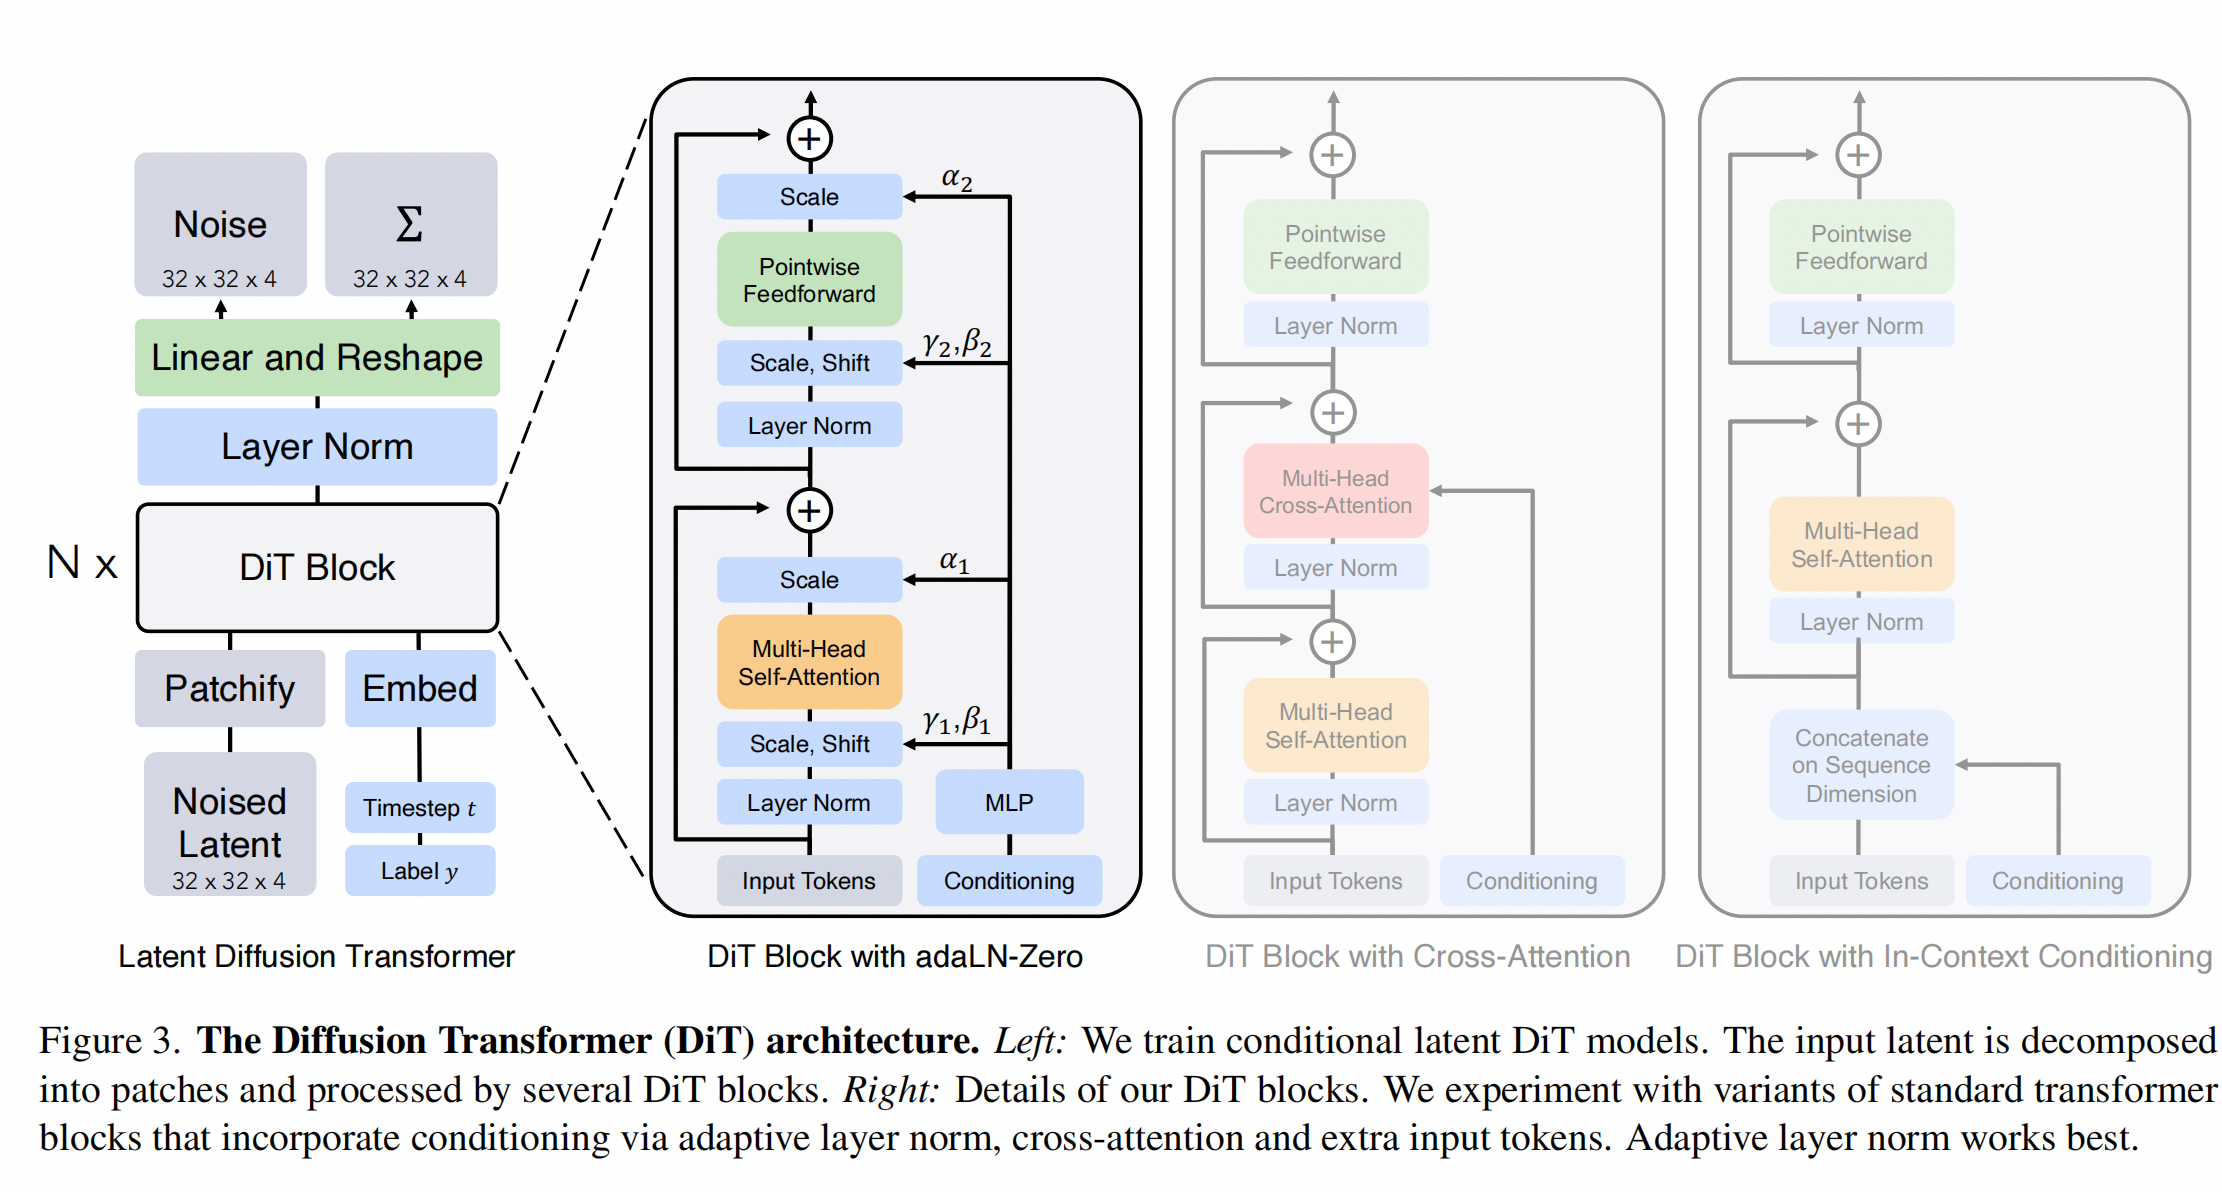 Noise
32 x 32 x 4
Σ
32 x 32 x 4
Linear and Reshape
Layer Norm
N x
DiT Block
Patchify
Embed
Noised
Latent
32 x 32 x 4
Timestep t
Label y
Latent Diffusion Transformer
+
α₂
Scale
Pointwise
Feedforward
γ₂,β₂
Scale, Shift
Layer Norm
+
α₁
Scale
Multi-Head
Self-Attention
γ₁,β₁
Scale, Shift
Layer Norm
MLP
Input Tokens
Conditioning
DiT Block with adaLN-Zero
+
Pointwise
Feedforward
Layer Norm
+
Multi-Head
Cross-Attention
Layer Norm
+
Multi-Head
Self-Attention
Layer Norm
Input Tokens
Conditioning
DiT Block with Cross-Attention
+
Pointwise
Feedforward
Layer Norm
+
Multi-Head
Self-Attention
Layer Norm
Concatenate
on Sequence
Dimension
Input Tokens
Conditioning
DiT Block with In-Context Conditioning
Figure 3. The Diffusion Transformer (DiT) architecture. Left: We train conditional latent DiT models. The input latent is decomposed
into patches and processed by several DiT blocks. Right: Details of our DiT blocks. We experiment with variants of standard transformer
blocks that incorporate conditioning via adaptive layer norm, cross-attention and extra input tokens. Adaptive layer norm works best.